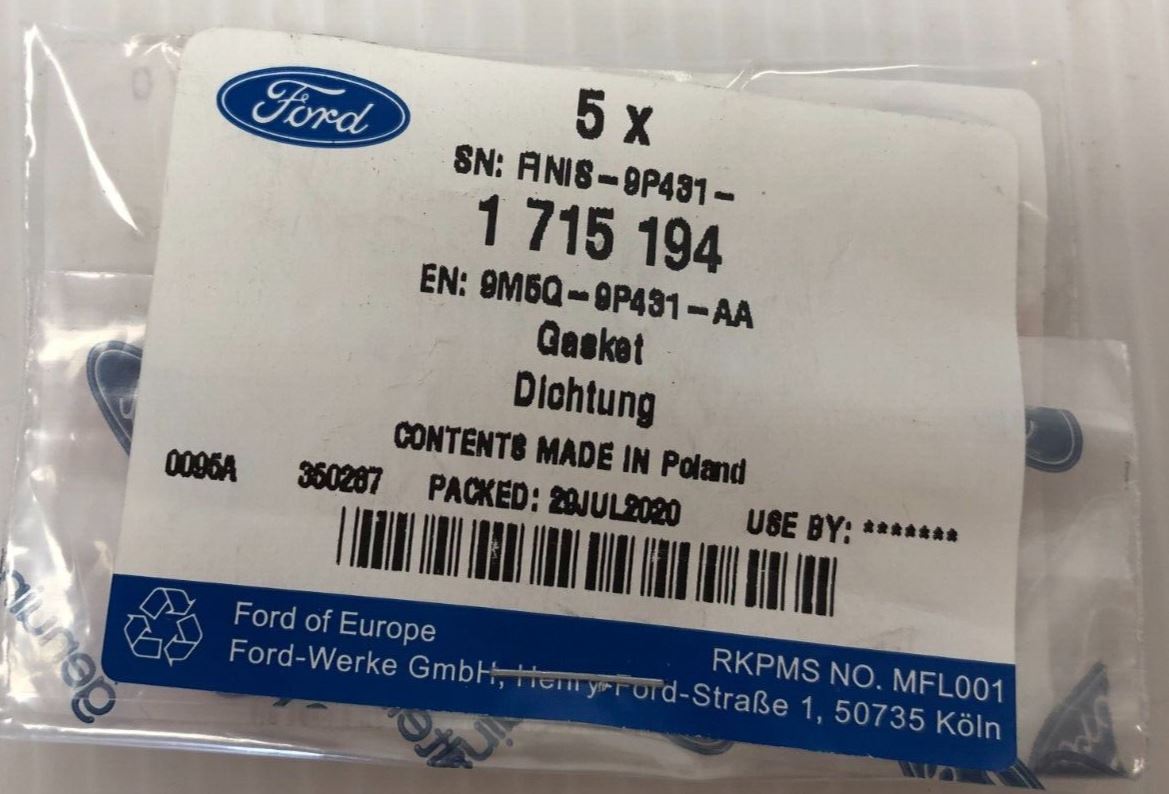 Ford
5 x
SN: FINIS-9P431-
1 715 194
EN: 9M5Q-9P431-AA
Gasket
Dichtung
CONTENTS MADE IN Poland
0095A 350287 PACKED: 29JUL2020 USE BY: *******
Ford of Europe
RKPMS NO. MFL001
Ford-Werke GmbH, Henry-Ford-Straße 1, 50735 Köln
genuin